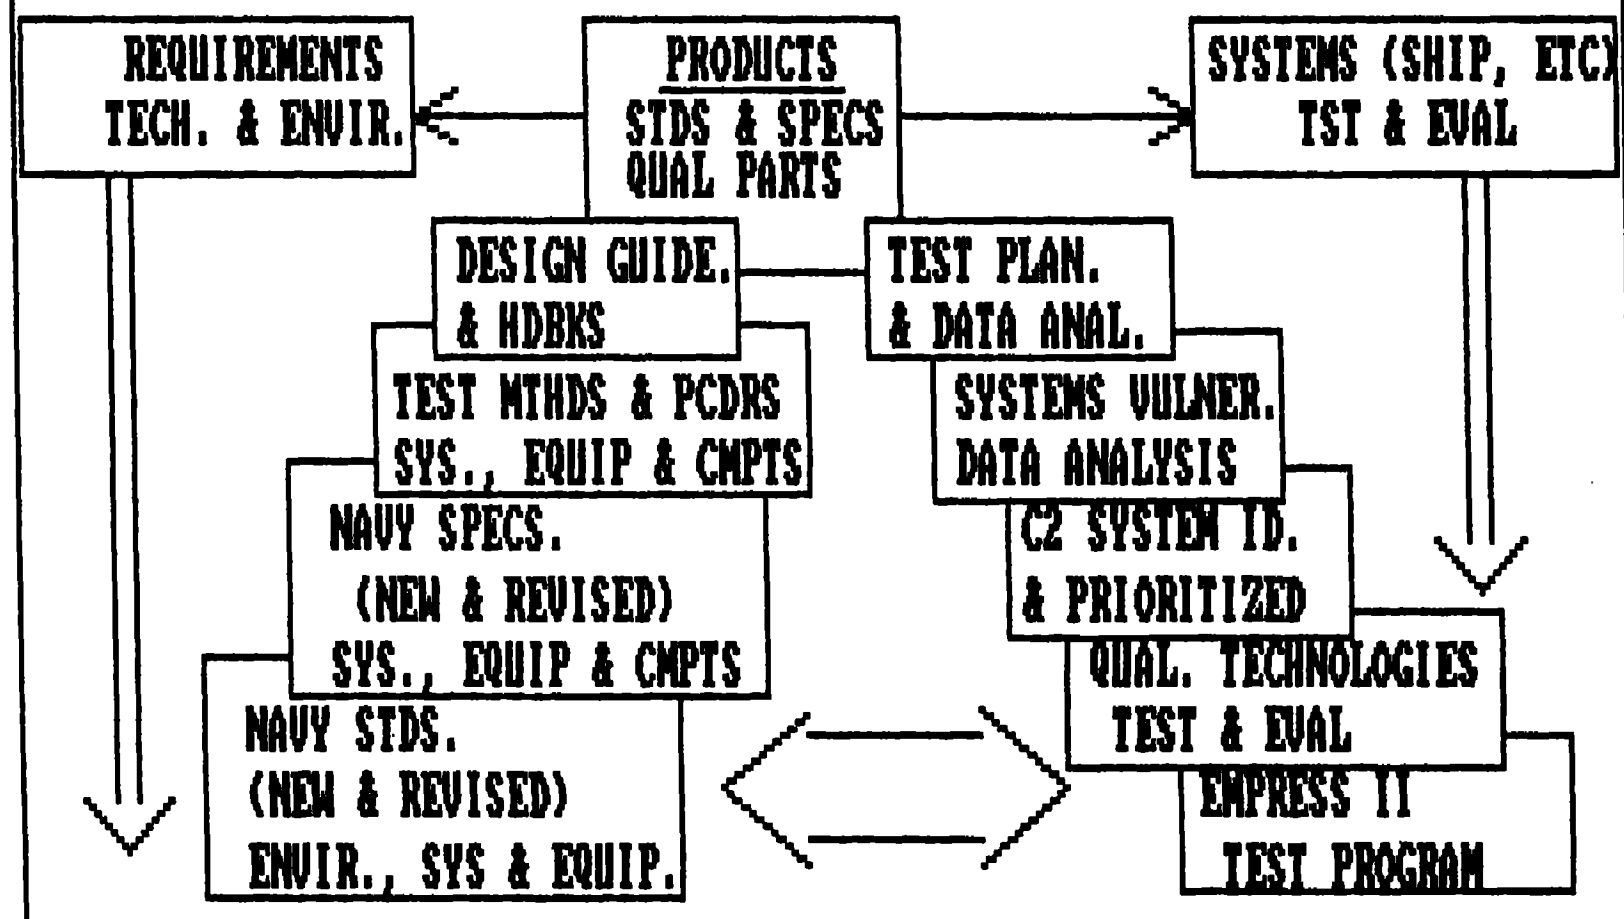 REQUIREMENTS
TECH. & ENVIR.
PRODUCTS
STDS & SPECS
QUAL PARTS
SYSTEMS (SHIP, ETC)
TST & EVAL
DESIGN GUIDE.
& HDBKS
TEST MTHDS & PCDRS
SYS., EQUIP & CMPTS
NAVY SPECS.
(NEW & REVISED)
SYS., EQUIP & CMPTS
NAVY STDS.
(NEW & REVISED)
ENVIR., SYS & EQUIP.
TEST PLAN.
& DATA ANAL.
SYSTEMS VULNER.
DATA ANALYSIS
C2 SYSTEM ID.
& PRIORITIZED
QUAL. TECHNOLOGIES
TEST & EVAL
EMPRESS II
TEST PROGRAM